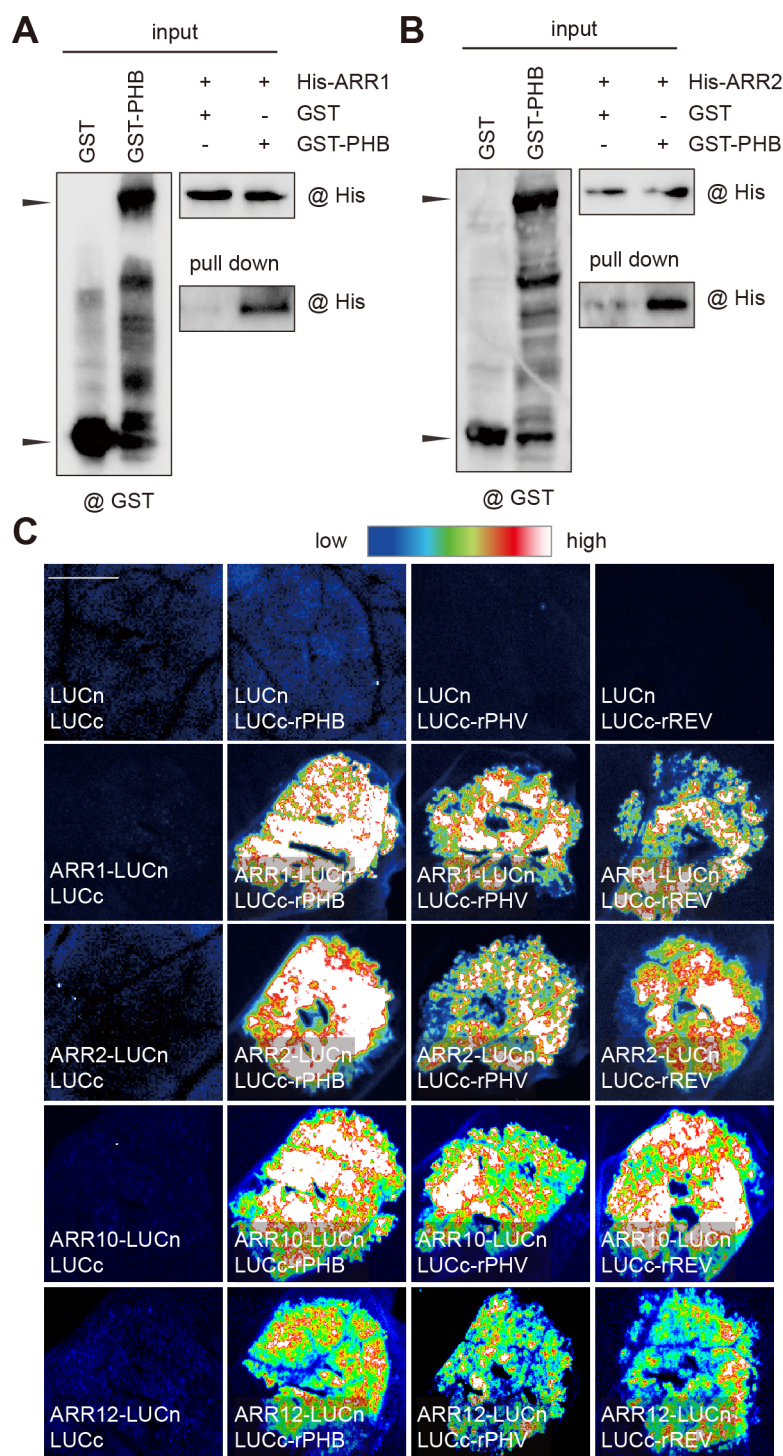 A
input
GST
GST-PHB
+ + His-ARR1
+ - GST
- + GST-PHB
@ His
pull down
@ His
@ GST
B
input
GST
GST-PHB
+ + His-ARR2
+ - GST
- + GST-PHB
@ His
pull down
@ His
@ GST
C
low high
LUCn
LUCc
LUCn
LUCc-rPHB
LUCn
LUCc-rPHV
LUCn
LUCc-rREV
ARR1-LUCn
LUCc
ARR1-LUCn
LUCc-rPHB
ARR1-LUCn
LUCc-rPHV
ARR1-LUCn
LUCc-rREV
ARR2-LUCn
LUCc
ARR2-LUCn
LUCc-rPHB
ARR2-LUCn
LUCc-rPHV
ARR2-LUCn
LUCc-rREV
ARR10-LUCn
LUCc
ARR10-LUCn
LUCc-rPHB
ARR10-LUCn
LUCc-rPHV
ARR10-LUCn
LUCc-rREV
ARR12-LUCn
LUCc
ARR12-LUCn
LUCc-rPHB
ARR12-LUCn
LUCc-rPHV
ARR12-LUCn
LUCc-rREV